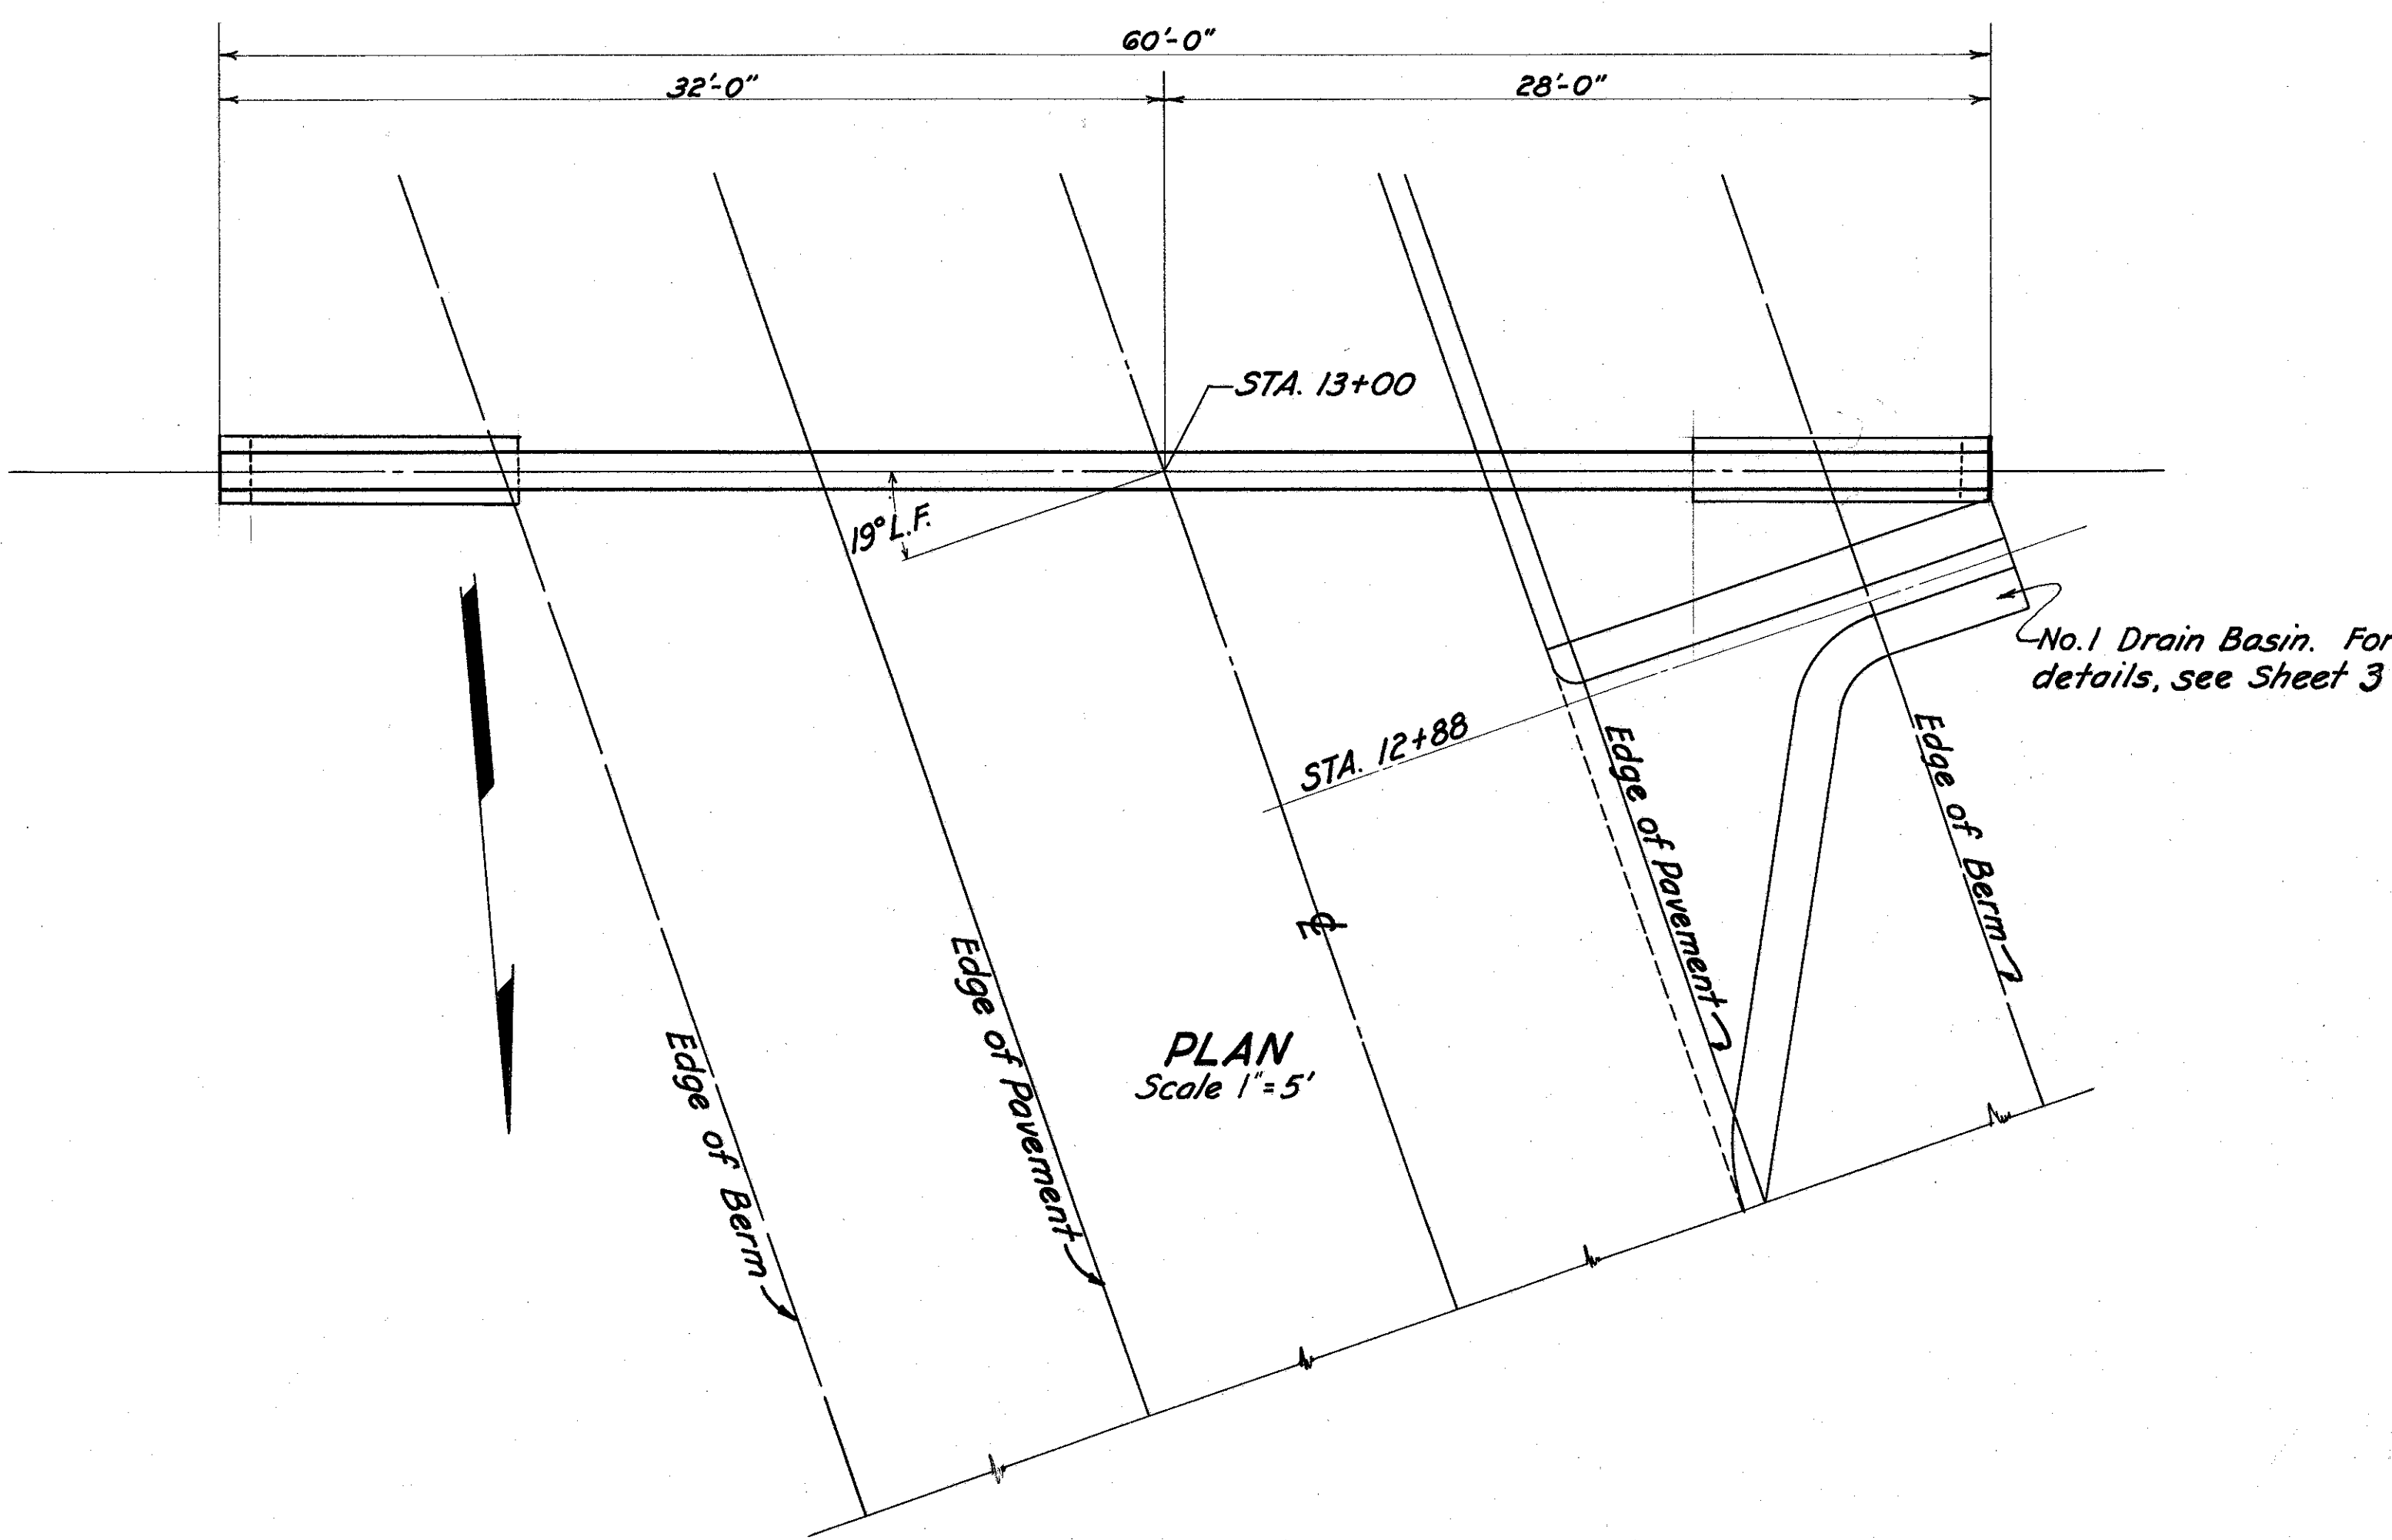 60'-0"
32'-0"
28'-0"
STA. 13+00
19° L.F.
No.1 Drain Basin. For
details, see Sheet 3
STA. 12+88
Edge of Pavement
Edge of Berm
℄
Edge of Pavement
Edge of Berm
PLAN
Scale 1"=5'